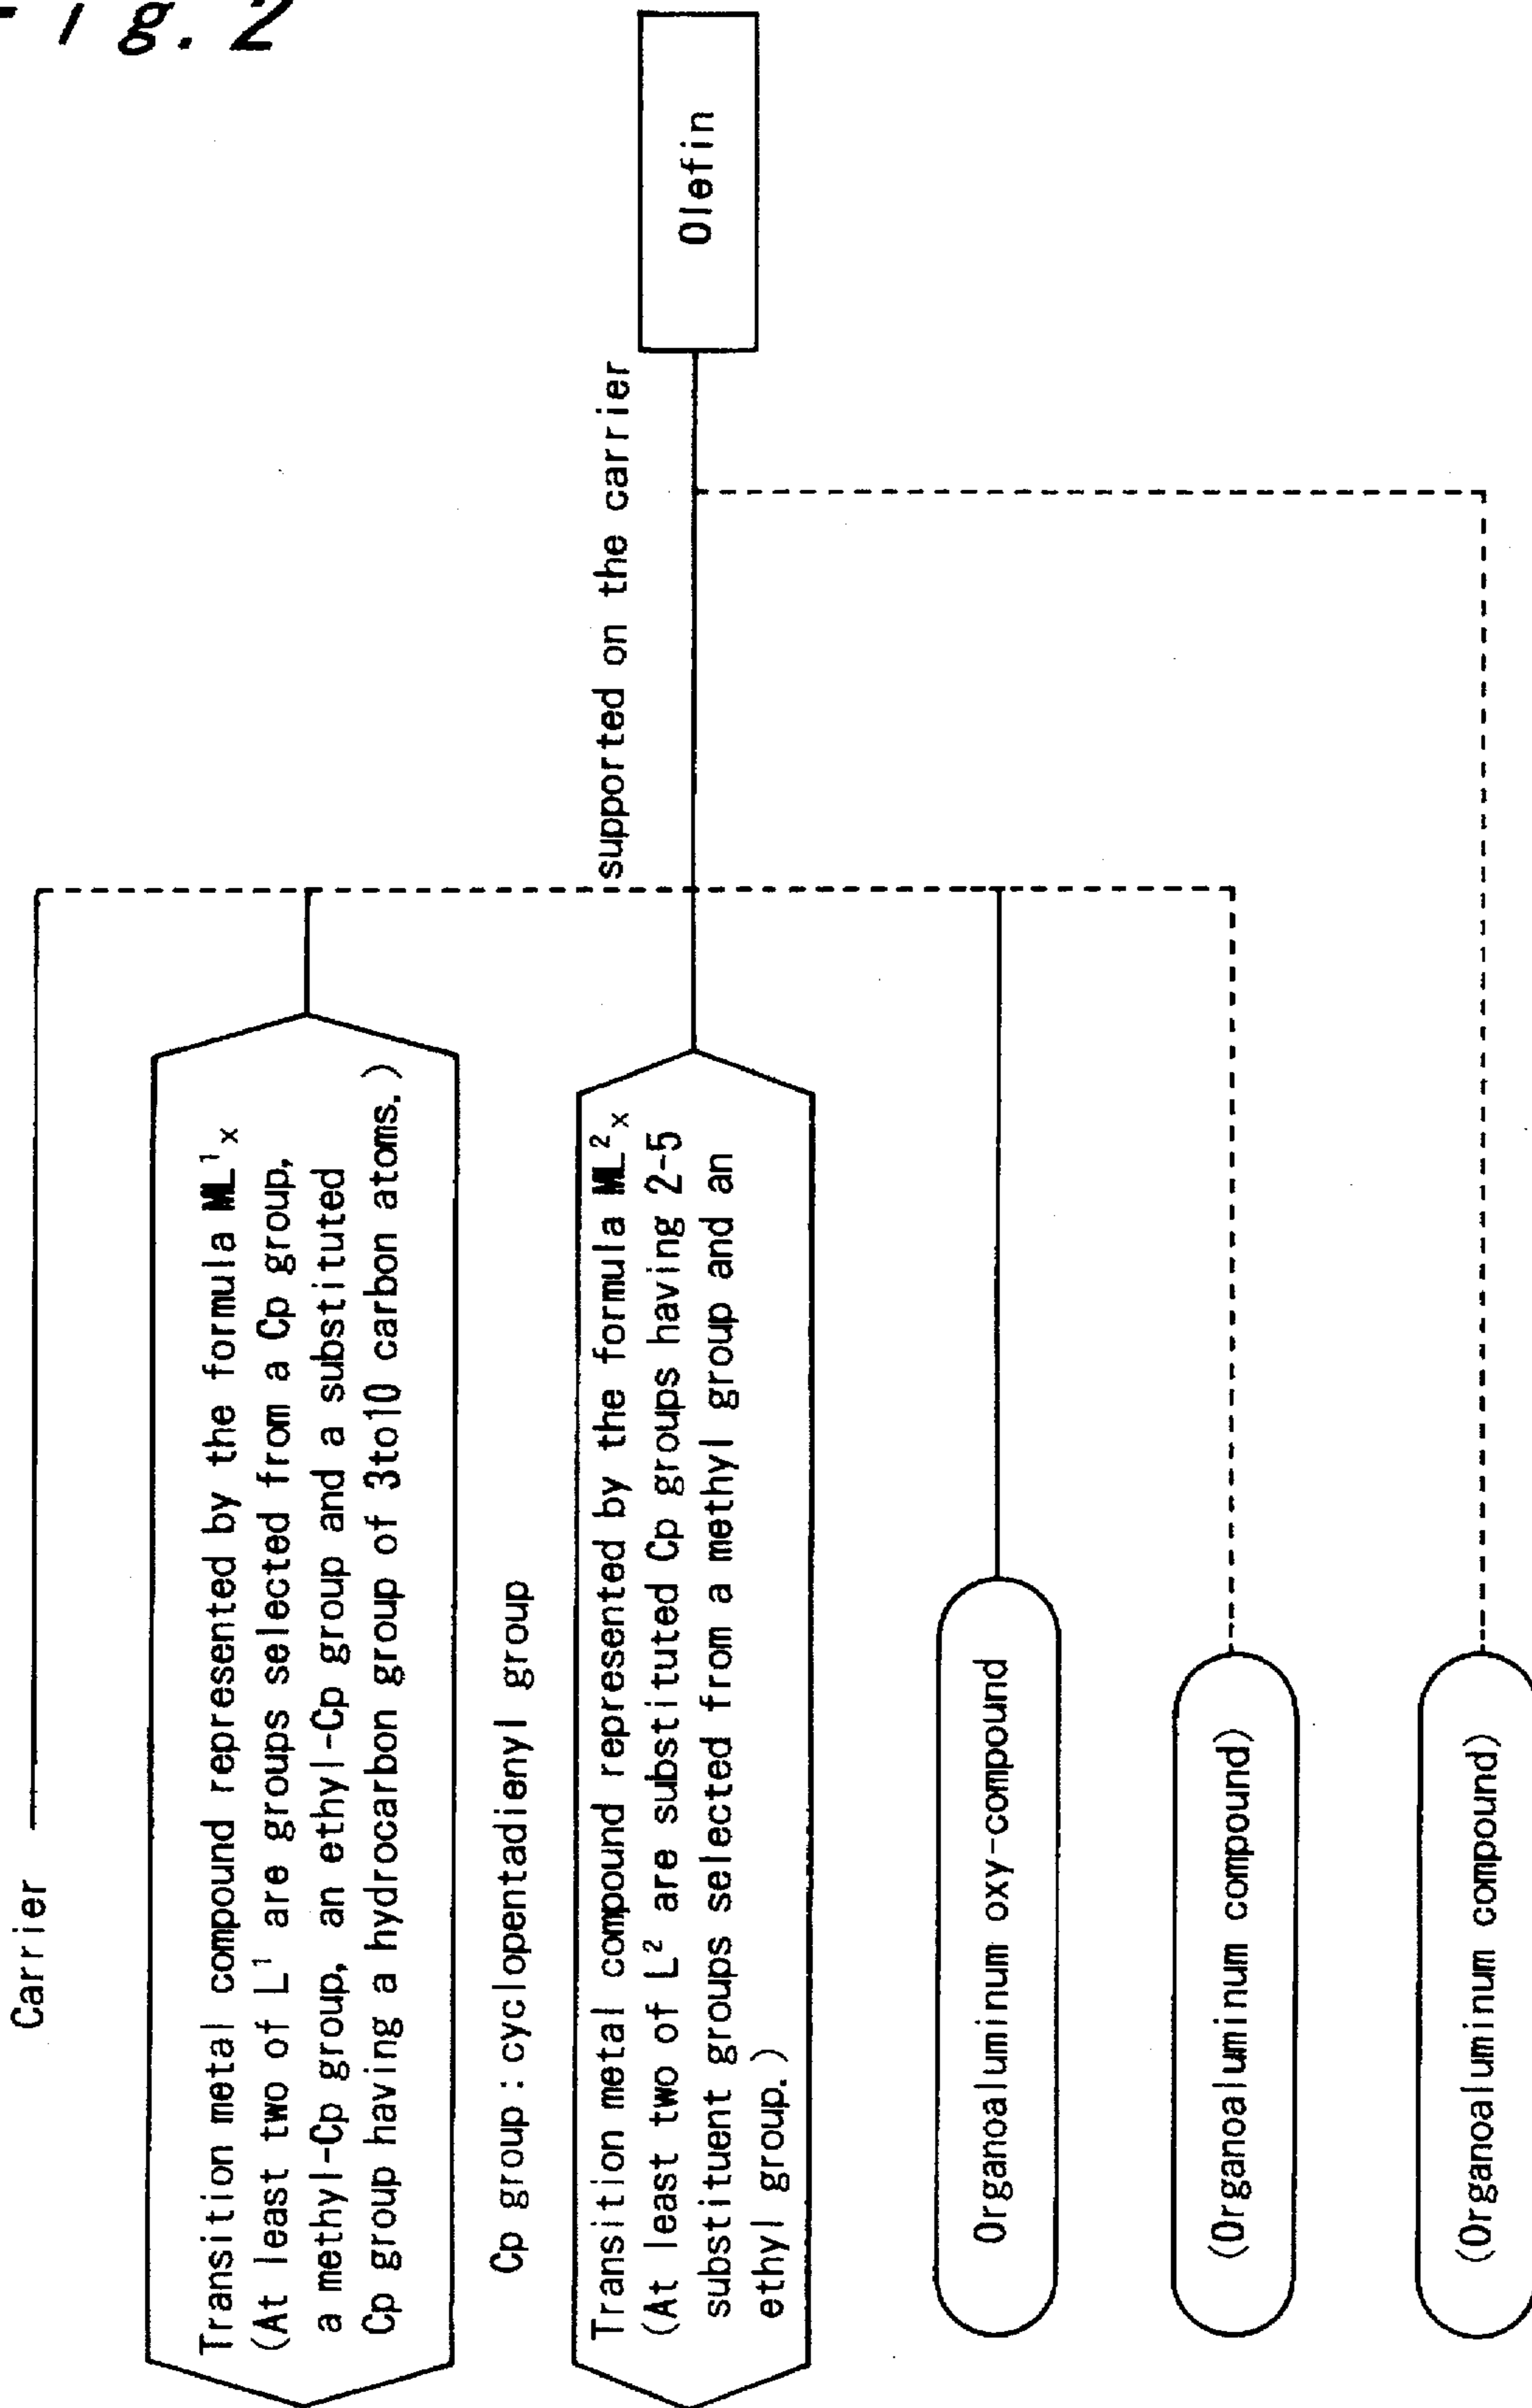 Fig. 2
Carrier
Transition metal compound represented by the formula ML¹ₓ
(At least two of L¹ are groups selected from a Cp group,
a methyl-Cp group, an ethyl-Cp group and a substituted
Cp group having a hydrocarbon group of 3to10 carbon atoms.)
Cp group : cyclopentadienyl group
Transition metal compound represented by the formula ML²ₓ
(At least two of L² are substituted Cp groups having 2-5
substituent groups selected from a methyl group and an
ethyl group.)
supported on the carrier
Olefin
Organoaluminum oxy-compound
(Organoaluminum compound)
(Organoaluminum compound)